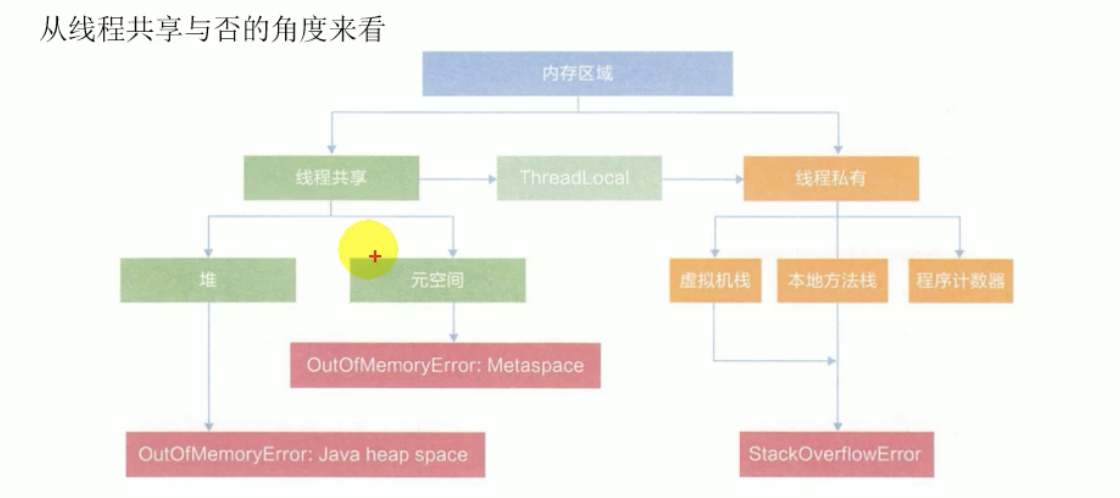 从线程共享与否的角度来看
内存区域
线程共享
ThreadLocal
线程私有
堆
元空间
虚拟机栈
本地方法栈
程序计数器
OutOfMemoryError: Metaspace
OutOfMemoryError: Java heap space
StackOverflowError